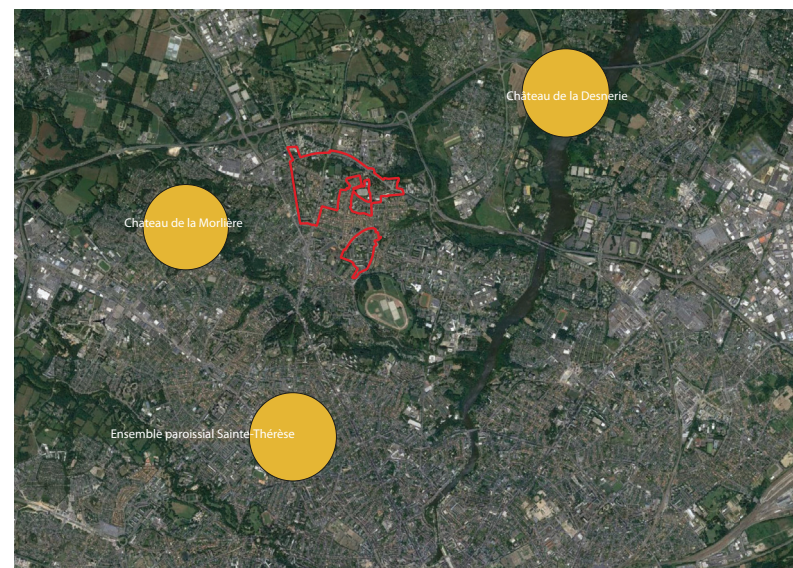 Château de la Desnerie
Chateau de la Morlière
Ensemble paroissial Sainte-Thérèse